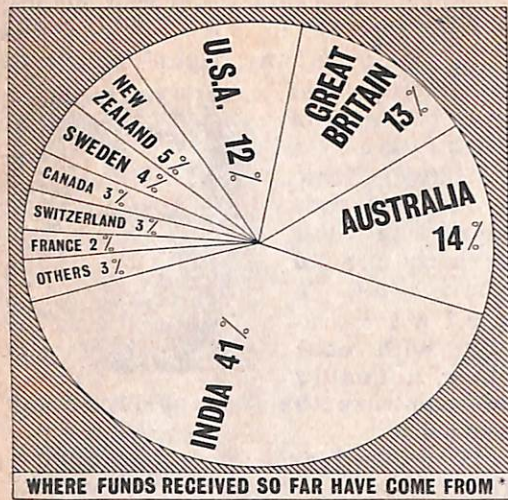 U.S.A. 12%
GREAT
BRITAIN
13%
AUSTRALIA
14%
INDIA 41%
OTHERS 3%
FRANCE 2%
SWITZERLAND 3%
CANADA 3%
SWEDEN 4%
NEW
ZEALAND 5%
WHERE FUNDS RECEIVED SO FAR HAVE COME FROM *